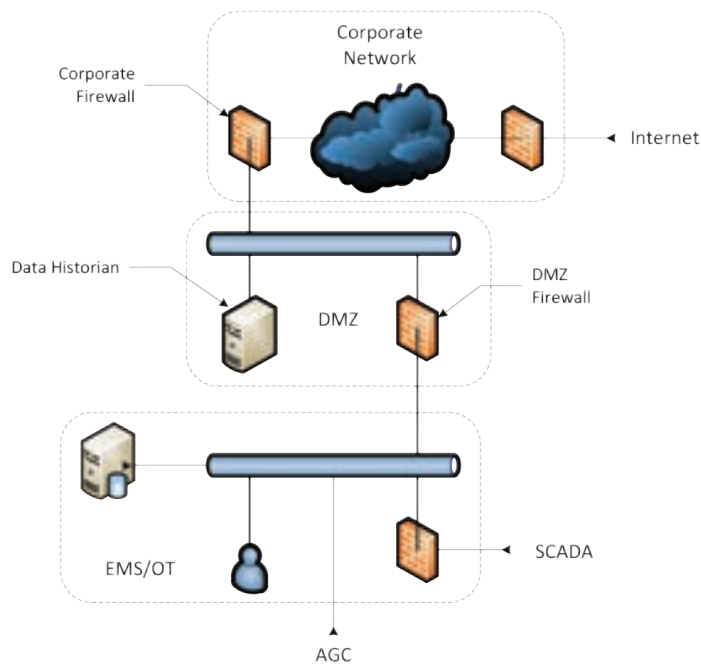 Corporate
Network
Corporate
Firewall
Internet
Data Historian
DMZ
DMZ
Firewall
EMS/OT
SCADA
AGC